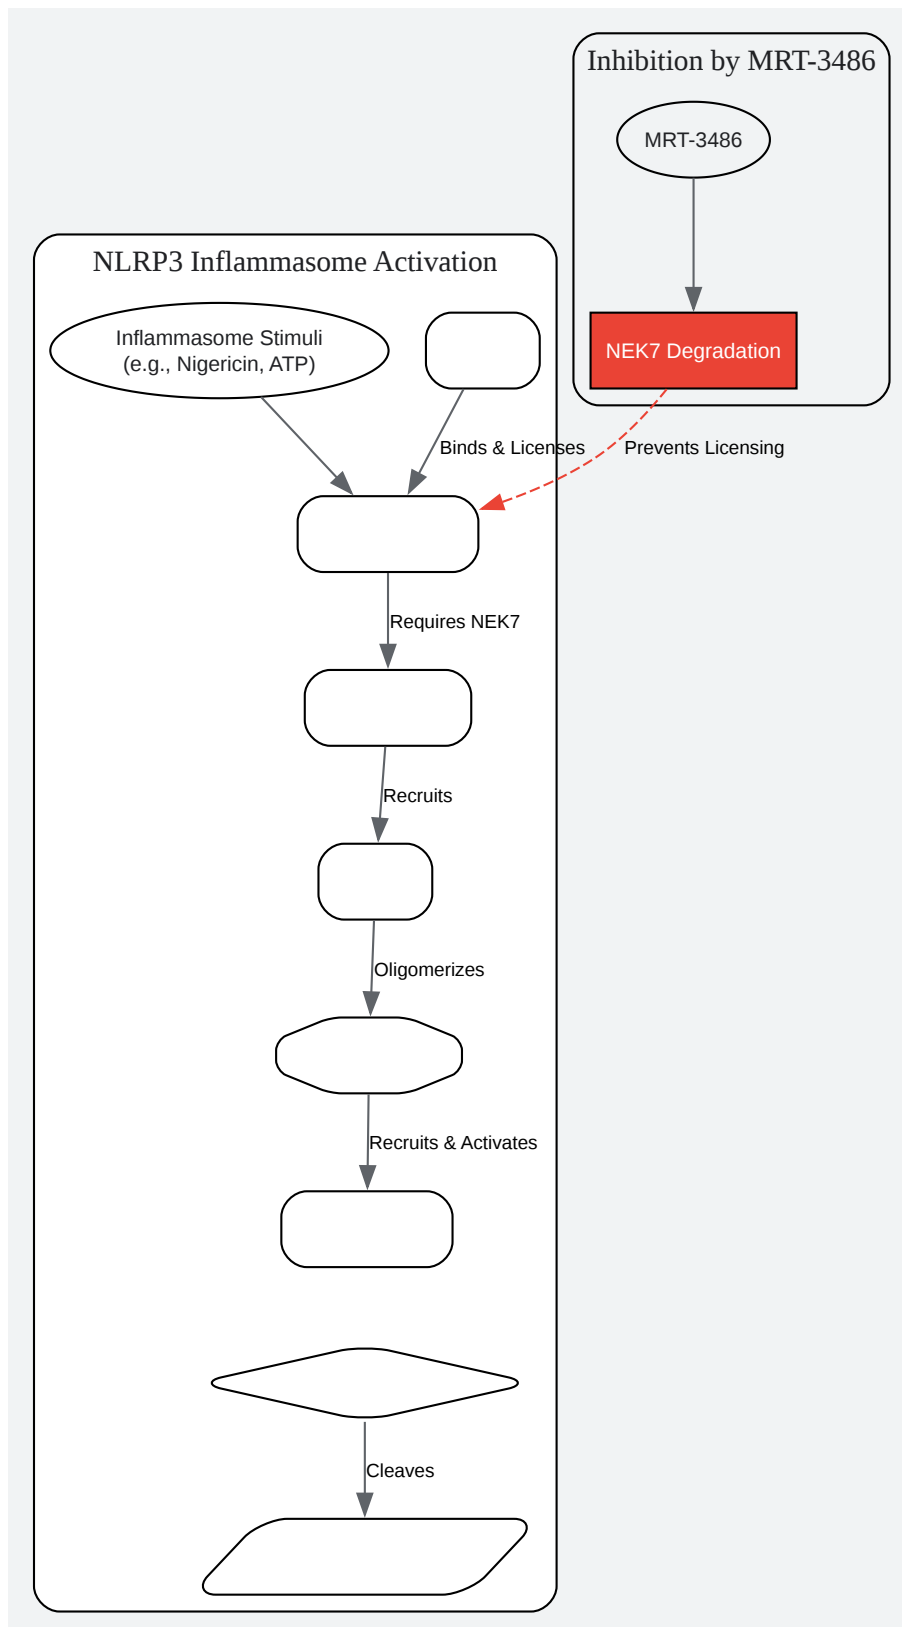 Inhibition by MRT-3486
MRT-3486
NEK7 Degradation
NLRP3 Inflammasome Activation
Inflammasome Stimuli
(e.g., Nigericin, ATP)
Binds & Licenses
Prevents Licensing
Requires NEK7
Recruits
Oligomerizes
Recruits & Activates
Cleaves